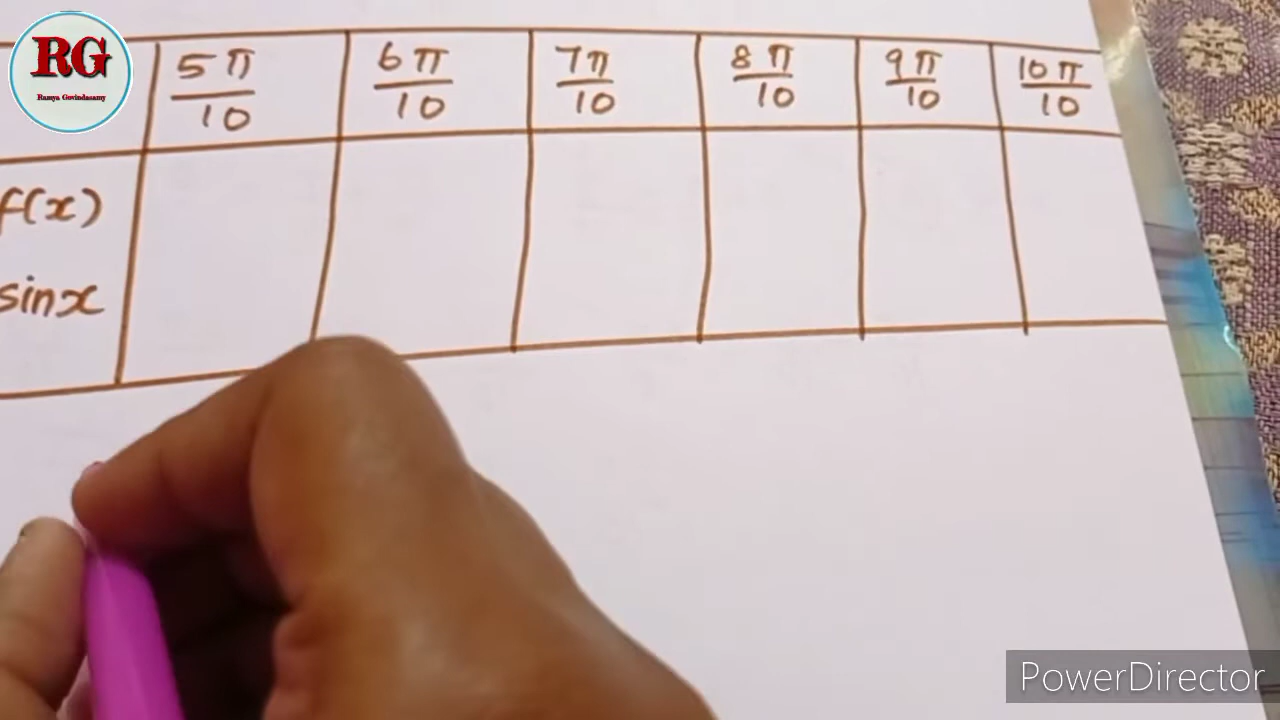 RG
Ramya Govindasamy
5π/10 6π/10 7π/10 8π/10 9π/10 10π/10
f(x)
sinx
PowerDirector